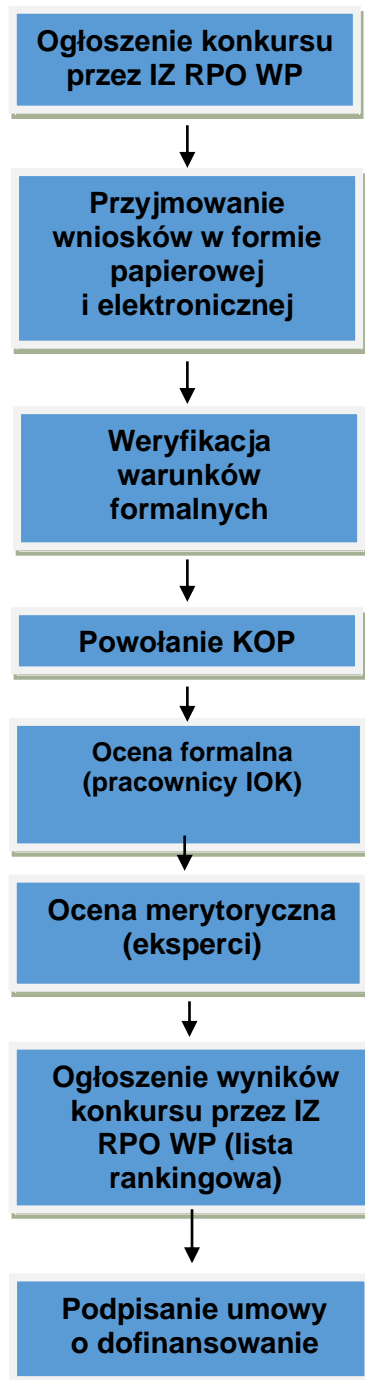 Ogłoszenie konkursu
przez IZ RPO WP
Przyjmowanie
wniosków w formie
papierowej
i elektronicznej
Weryfikacja
warunków
formalnych
Powołanie KOP
Ocena formalna
(pracownicy IOK)
Ocena merytoryczna
(eksperci)
Ogłoszenie wyników
konkursu przez IZ
RPO WP (lista
rankingowa)
Podpisanie umowy
o dofinansowanie